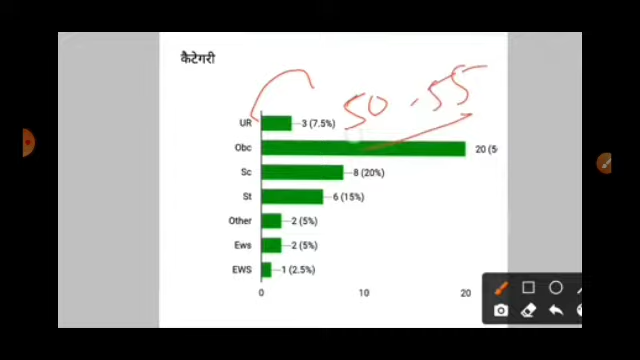 कैटेगरी
50 - 55
UR 3 (7.5%)
Obc 20 (5
Sc 8 (20%)
St 6 (15%)
Other 2 (5%)
Ews 2 (5%)
EWS 1 (2.5%)
0 10 20